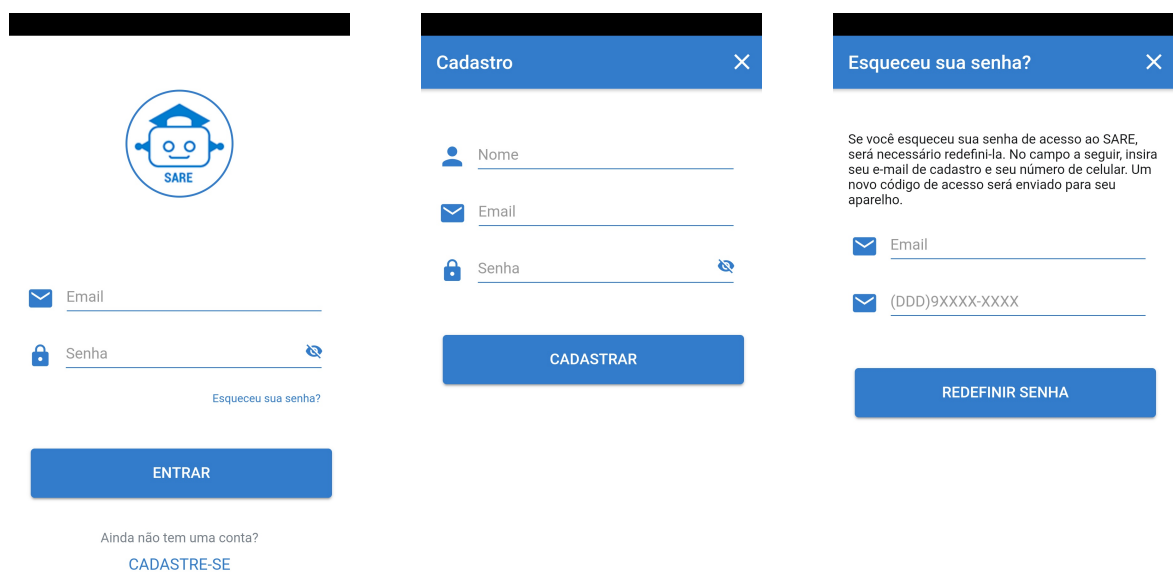 SARE
Email
Senha
Esqueceu sua senha?
ENTRAR
Ainda não tem uma conta?
CADASTRE-SE
Cadastro
Nome
Email
Senha
CADASTRAR
Esqueceu sua senha?
Se você esqueceu sua senha de acesso ao SARE,
será necessário redefini-la. No campo a seguir, insira
seu e-mail de cadastro e seu número de celular. Um
novo código de acesso será enviado para seu
aparelho.
Email
(DDD)9XXXX-XXXX
REDEFINIR SENHA